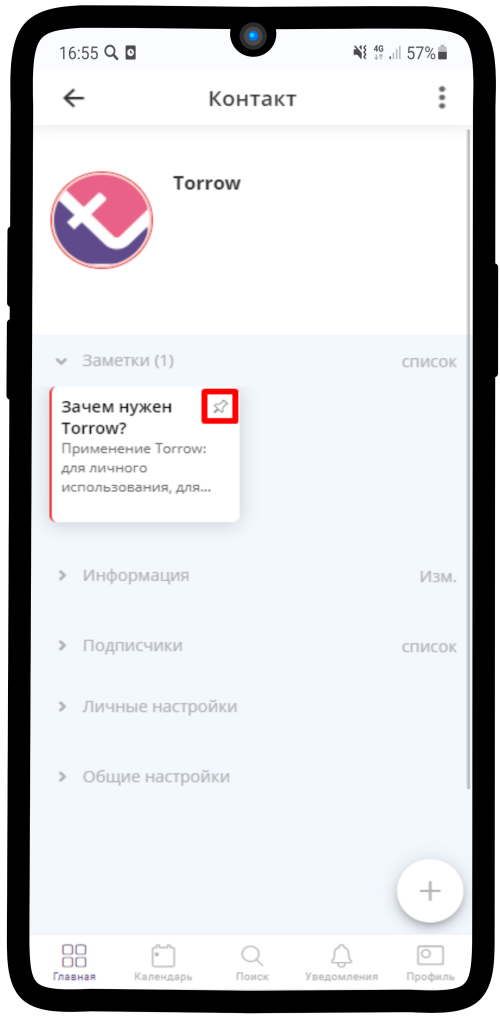 16:55 4G 57%
Контакт
Torrow
Заметки (1) список
Зачем нужен
Torrow?
Применение Torrow:
для личного
использования, для...
Информация Изм.
Подписчики список
Личные настройки
Общие настройки
Главная Календарь Поиск Уведомления Профиль